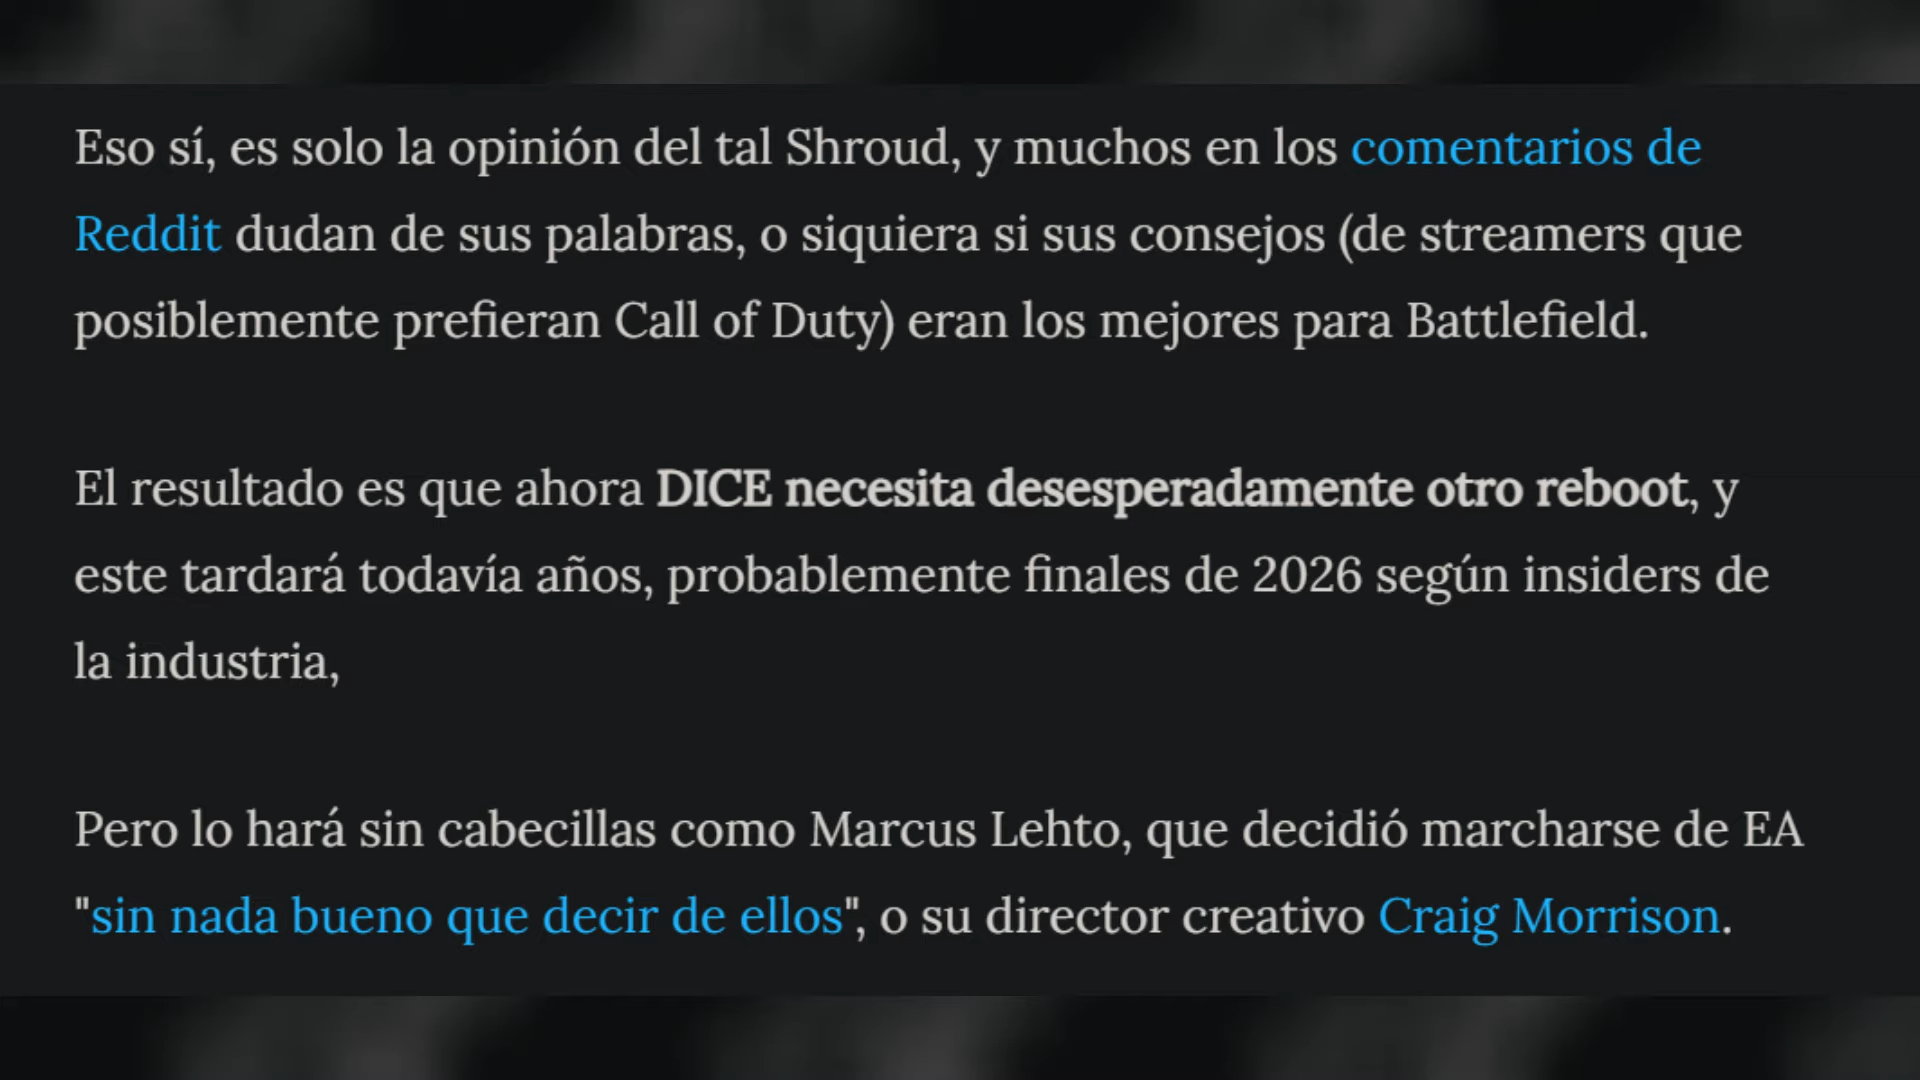 Eso sí, es solo la opinión del tal Shroud, y muchos en los comentarios de
Reddit dudan de sus palabras, o siquiera si sus consejos (de streamers que
posiblemente prefieran Call of Duty) eran los mejores para Battlefield.
El resultado es que ahora DICE necesita desesperadamente otro reboot, y
este tardará todavía años, probablemente finales de 2026 según insiders de
la industria,
Pero lo hará sin cabecillas como Marcus Lehto, que decidió marcharse de EA
"sin nada bueno que decir de ellos", o su director creativo Craig Morrison.